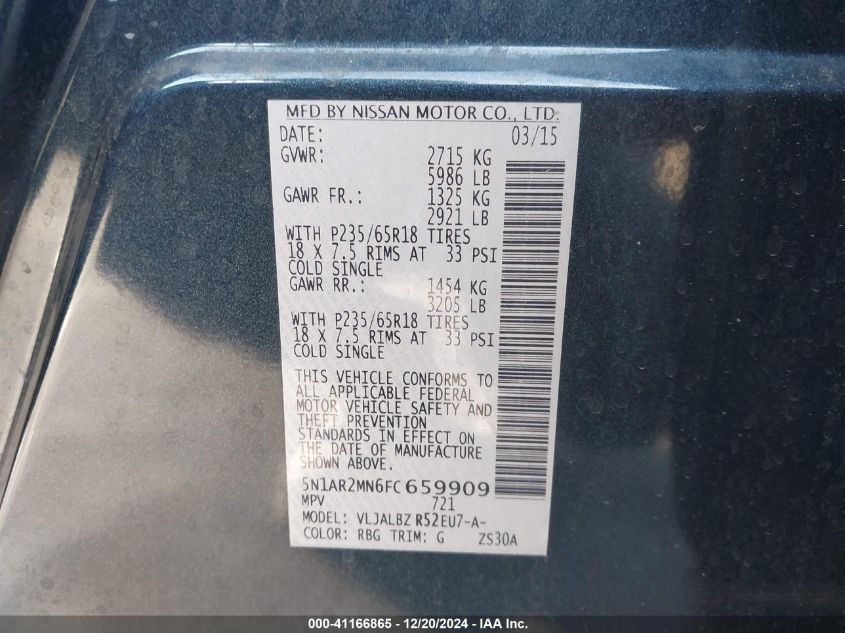 MFD BY NISSAN MOTOR CO., LTD.
DATE: 03/15
GVWR: 2715 KG
5986 LB
GAWR FR.: 1325 KG
2921 LB
WITH P235/65R18 TIRES
18 X 7.5 RIMS AT 33 PSI
COLD SINGLE
GAWR RR.: 1454 KG
3205 LB
WITH P235/65R18 TIRES
18 X 7.5 RIMS AT 33 PSI
COLD SINGLE
THIS VEHICLE CONFORMS TO
ALL APPLICABLE FEDERAL
MOTOR VEHICLE SAFETY AND
THEFT PREVENTION
STANDARDS IN EFFECT ON
THE DATE OF MANUFACTURE
SHOWN ABOVE.
5N1AR2MN6FC659909
MPV 721
MODEL: VLJALBZ R52EU7-A-
COLOR: RBG TRIM: G ZS30A
000-41166865 - 12/20/2024 - IAA Inc.